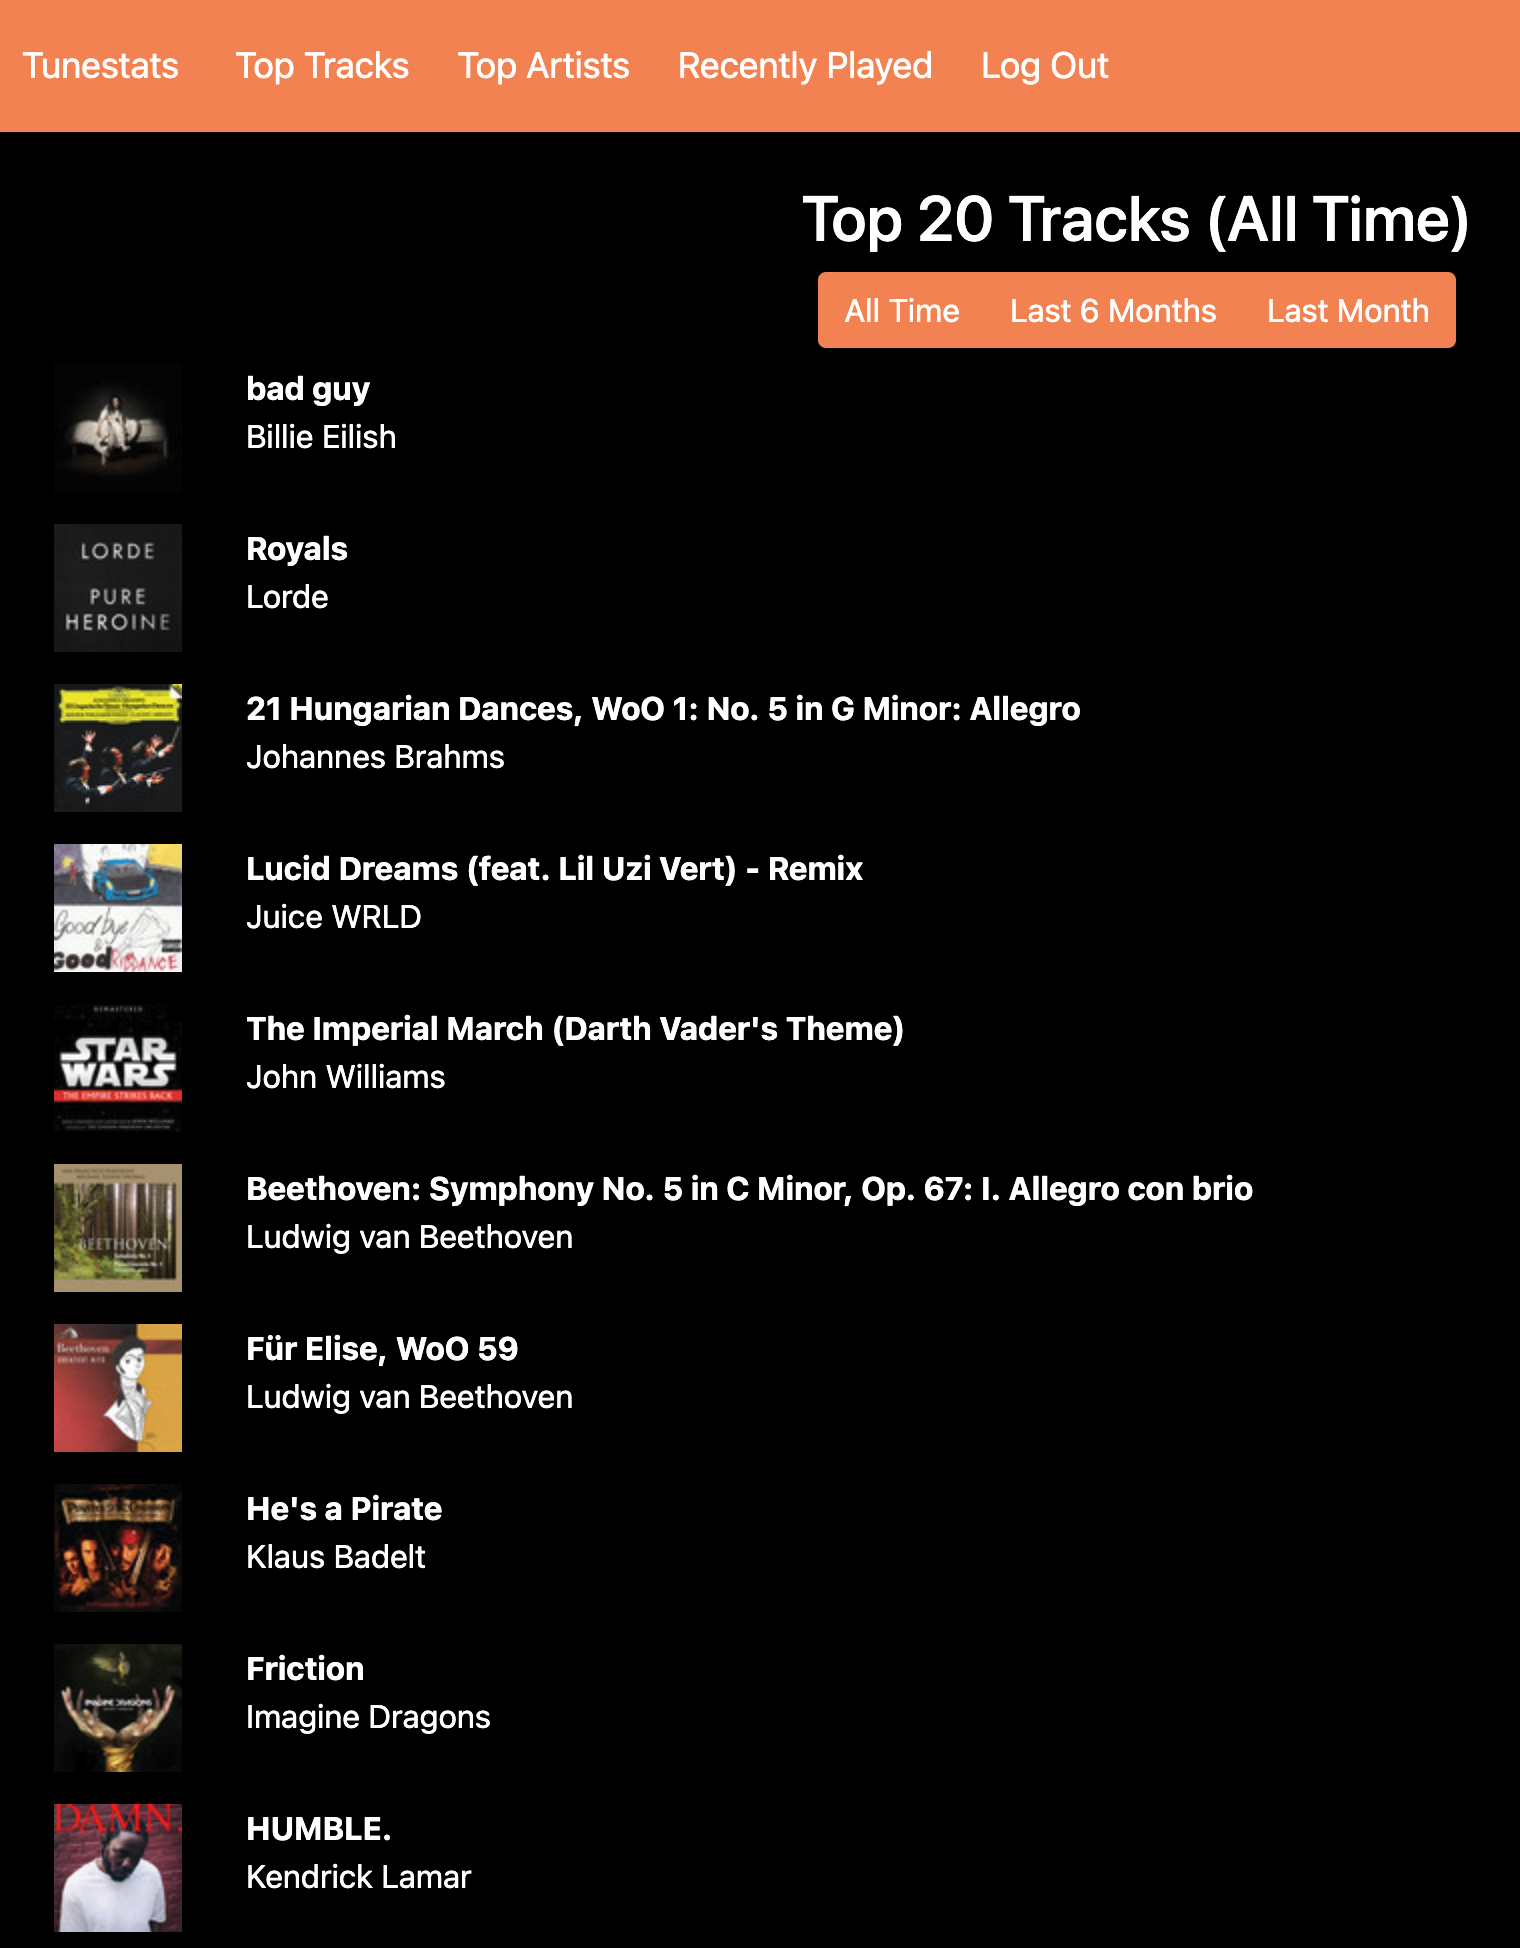 Tunestats Top Tracks Top Artists Recently Played Log Out
Top 20 Tracks (All Time)
All Time Last 6 Months Last Month
bad guy
Billie Eilish
LORDE
PURE
HEROINE
Royals
Lorde
21 Hungarian Dances, WoO 1: No. 5 in G Minor: Allegro
Johannes Brahms
Goodbye
&
Good RIDDANCE
Lucid Dreams (feat. Lil Uzi Vert) - Remix
Juice WRLD
REMASTERED
STAR
WARS
THE EMPIRE STRIKES BACK
The Imperial March (Darth Vader's Theme)
John Williams
BEETHOVEN
Beethoven: Symphony No. 5 in C Minor, Op. 67: I. Allegro con brio
Ludwig van Beethoven
Beethoven
GREATEST HITS
Für Elise, WoO 59
Ludwig van Beethoven
He's a Pirate
Klaus Badelt
IMAGINE DRAGONS
Friction
Imagine Dragons
DAMN.
HUMBLE.
Kendrick Lamar